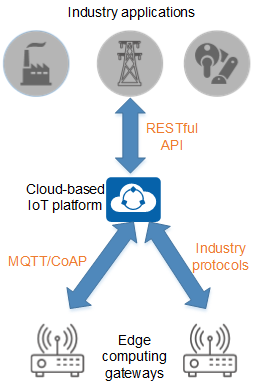 Industry applications
RESTful
API
Cloud-based
IoT platform
MQTT/CoAP
Industry
protocols
Edge
computing
gateways